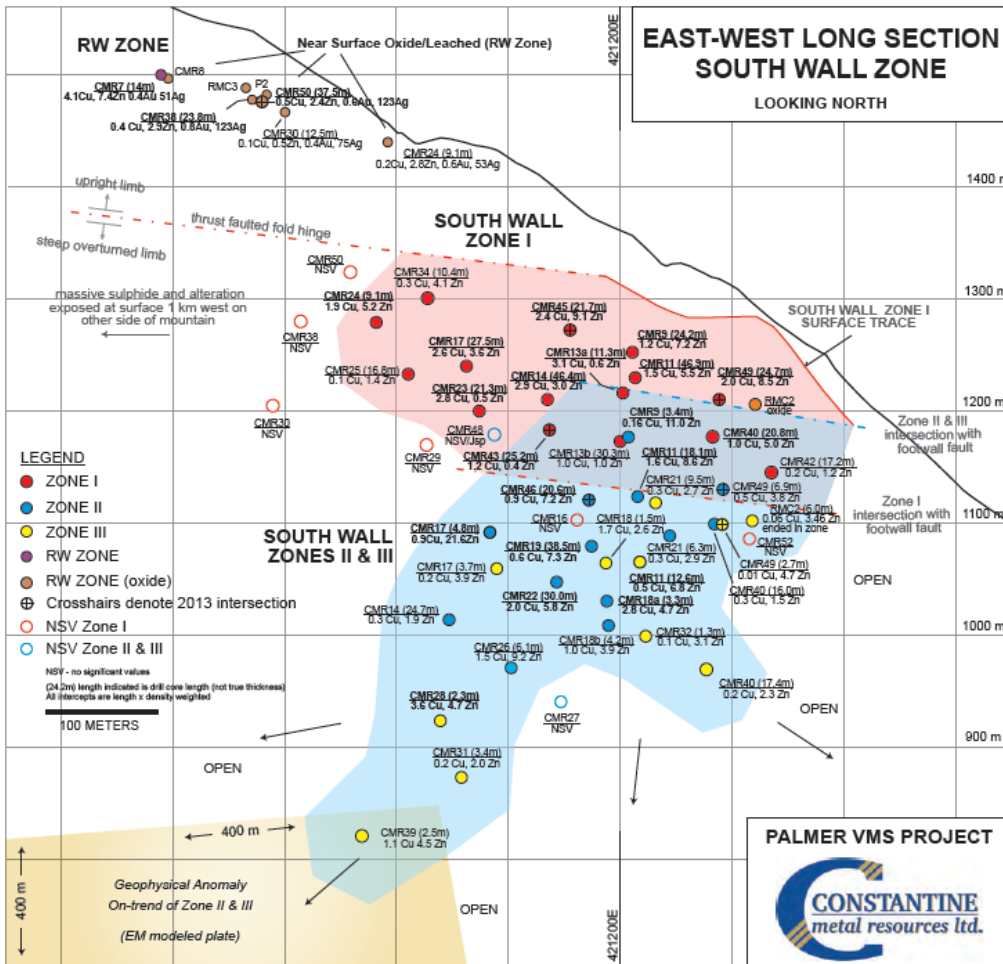 EAST-WEST LONG SECTION
SOUTH WALL ZONE
LOOKING NORTH
421200E
RW ZONE
Near Surface Oxide/Leached (RW Zone)
CMR8
CMR7 (14m)
4.1Cu, 7.4Zn 0.4Au 51Ag
RMC3
P2
CMR50 (37.5m)
0.5Cu, 2.4Zn, 0.6Au, 123Ag
CMR38 (23.8m)
0.4 Cu, 2.9Zn, 0.8Au, 123Ag
CMR30 (12.5m)
0.1Cu, 0.5Zn, 0.4Au, 75Ag
CMR24 (9.1m)
0.2Cu, 2.8Zn, 0.6Au, 53Ag
1400 m
upright limb
thrust faulted fold hinge
steep overturned limb
SOUTH WALL
ZONE I
CMR50
NSV
CMR34 (10.4m)
0.3 Cu, 4.1 Zn
massive sulphide and alteration
exposed at surface 1 km west on
other side of mountain
CMR24 (9.1m)
1.9 Cu, 5.2 Zn
1300 m
CMR45 (21.7m)
2.4 Cu, 9.1 Zn
SOUTH WALL ZONE I
SURFACE TRACE
CMR38
NSV
CMR17 (27.5m)
2.6 Cu, 3.6 Zn
CMR9 (24.2m)
1.2 Cu, 7.2 Zn
CMR13a (11.3m)
3.1 Cu, 0.6 Zn
CMR11 (46.9m)
1.5 Cu, 5.5 Zn
CMR25 (16.8m)
0.1 Cu, 1.4 Zn
CMR14 (46.4m)
2.9 Cu, 3.0 Zn
CMR49 (24.7m)
2.0 Cu, 8.5 Zn
CMR23 (21.3m)
2.8 Cu, 0.5 Zn
RMC2
oxide
1200 m
CMR9 (3.4m)
0.16 Cu, 11.0 Zn
CMR30
NSV
CMR48
NSV/Jsp
Zone II & III
intersection with
footwall fault
CMR40 (20.8m)
1.0 Cu, 5.0 Zn
CMR29
NSV
CMR43 (25.2m)
1.2 Cu, 0.4 Zn
CMR13b (30.3m)
1.0 Cu, 1.0 Zn
CMR11 (18.1m)
1.6 Cu, 8.6 Zn
CMR42 (17.2m)
0.2 Cu, 1.2 Zn
LEGEND
ZONE I
ZONE II
ZONE III
RW ZONE
RW ZONE (oxide)
Crosshairs denote 2013 intersection
NSV Zone I
NSV Zone II & III
NSV - no significant values
(24.2m) length indicated is drill core length (not true thickness)
All intercepts are length x density weighted
100 METERS
CMR46 (20.6m)
0.9 Cu, 7.2 Zn
CMR21 (9.5m)
0.3 Cu, 2.7 Zn
CMR49 (6.9m)
0.5 Cu, 3.8 Zn
Zone I
intersection with
footwall fault
1100 m
RMC2 (6.0m)
0.06 Cu, 3.46 Zn
ended in zone
CMR16
NSV
CMR18 (1.5m)
1.7 Cu, 2.6 Zn
CMR52
NSV
SOUTH WALL
ZONES II & III
CMR17 (4.8m)
0.9Cu, 21.6Zn
CMR19 (38.5m)
0.6 Cu, 7.3 Zn
CMR21 (6.3m)
0.3 Cu, 2.9 Zn
CMR49 (2.7m)
0.01 Cu, 4.7 Zn
CMR17 (3.7m)
0.2 Cu, 3.9 Zn
CMR11 (12.6m)
0.5 Cu, 6.8 Zn
CMR40 (16.0m)
0.3 Cu, 1.5 Zn
OPEN
CMR22 (30.0m)
2.0 Cu, 5.8 Zn
CMR18a (3.3m)
2.8 Cu, 4.7 Zn
CMR14 (24.7m)
0.3 Cu, 1.9 Zn
1000 m
CMR18b (4.2m)
1.0 Cu, 3.9 Zn
CMR32 (1.3m)
0.1 Cu, 3.1 Zn
CMR26 (6.1m)
1.5 Cu, 9.2 Zn
CMR40 (17.4m)
0.2 Cu, 2.3 Zn
CMR28 (2.3m)
3.6 Cu, 4.7 Zn
CMR27
NSV
OPEN
900 m
CMR31 (3.4m)
0.2 Cu, 2.0 Zn
OPEN
400 m
CMR39 (2.5m)
1.1 Cu 4.5 Zn
400 m
Geophysical Anomaly
On-trend of Zone II & III
(EM modeled plate)
OPEN
421200E
PALMER VMS PROJECT
CONSTANTINE
metal resources ltd.